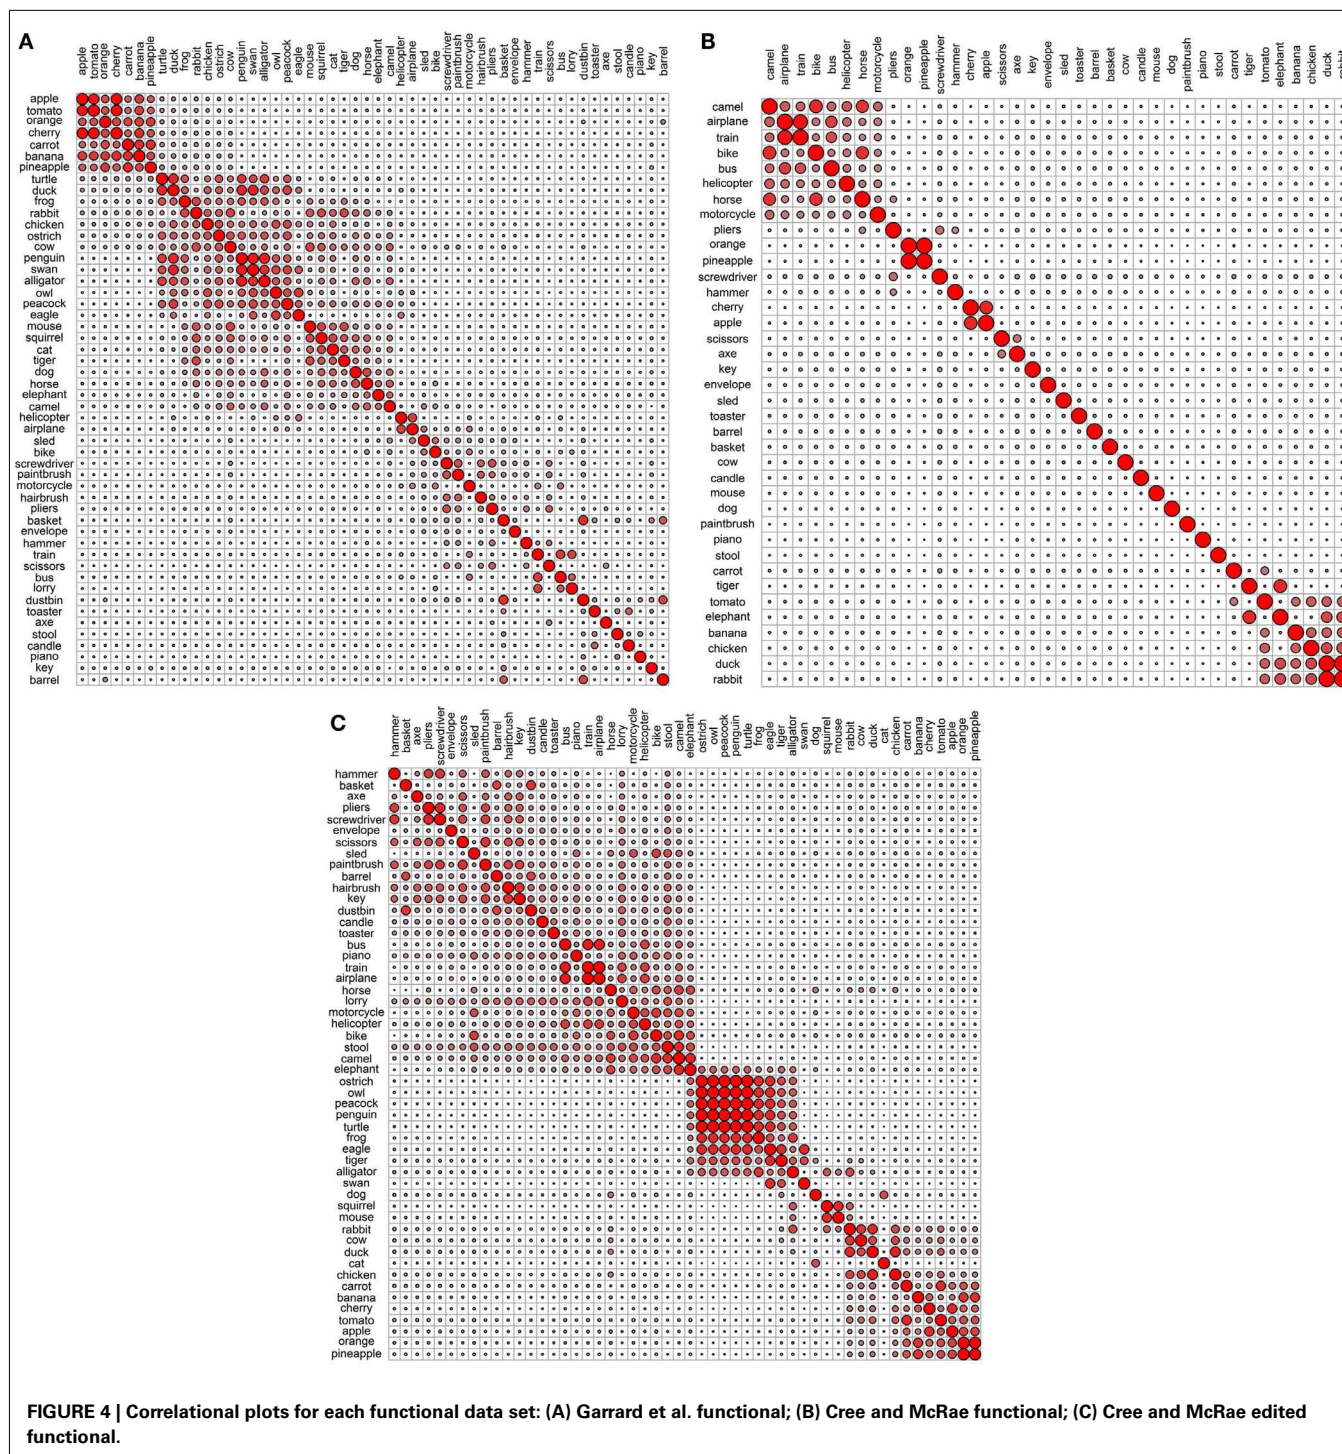 A
apple
tomato
orange
cherry
carrot
banana
pineapple
turtle
duck
frog
rabbit
chicken
ostrich
cow
penguin
swan
alligator
owl
peacock
eagle
mouse
squirrel
cat
tiger
dog
horse
elephant
camel
helicopter
airplane
sled
bike
screwdriver
paintbrush
motorcycle
hairbrush
pliers
basket
envelope
hammer
train
scissors
bus
lorry
dustbin
toaster
axe
stool
candle
piano
key
barrel
apple
tomato
orange
cherry
carrot
banana
pineapple
turtle
duck
frog
rabbit
chicken
ostrich
cow
penguin
swan
alligator
owl
peacock
eagle
mouse
squirrel
cat
tiger
dog
horse
elephant
camel
helicopter
airplane
sled
bike
screwdriver
paintbrush
motorcycle
hairbrush
pliers
basket
envelope
hammer
train
scissors
bus
lorry
dustbin
toaster
axe
stool
candle
piano
key
barrel
B
camel
airplane
train
bike
bus
helicopter
horse
motorcycle
pliers
orange
pineapple
screwdriver
hammer
cherry
apple
scissors
axe
key
envelope
sled
toaster
barrel
basket
cow
candle
mouse
dog
paintbrush
piano
stool
carrot
tiger
tomato
elephant
banana
chicken
duck
rabbit
camel
airplane
train
bike
bus
helicopter
horse
motorcycle
pliers
orange
pineapple
screwdriver
hammer
cherry
apple
scissors
axe
key
envelope
sled
toaster
barrel
basket
cow
candle
mouse
dog
paintbrush
piano
stool
carrot
tiger
tomato
elephant
banana
chicken
duck
rabbit
C
hammer
basket
axe
pliers
screwdriver
envelope
scissors
sled
paintbrush
barrel
hairbrush
key
dustbin
candle
toaster
bus
piano
train
airplane
horse
lorry
motorcycle
helicopter
bike
stool
camel
elephant
ostrich
owl
peacock
penguin
turtle
frog
eagle
tiger
alligator
swan
dog
squirrel
mouse
rabbit
cow
duck
cat
chicken
carrot
banana
cherry
tomato
apple
orange
pineapple
hammer
basket
axe
pliers
screwdriver
envelope
scissors
sled
paintbrush
barrel
hairbrush
key
dustbin
candle
toaster
bus
piano
train
airplane
horse
lorry
motorcycle
helicopter
bike
stool
camel
elephant
ostrich
owl
peacock
penguin
turtle
frog
eagle
tiger
alligator
swan
dog
squirrel
mouse
rabbit
cow
duck
cat
chicken
carrot
banana
cherry
tomato
apple
orange
pineapple
FIGURE 4 | Correlational plots for each functional data set: (A) Garrard et al. functional; (B) Cree and McRae functional; (C) Cree and McRae edited
functional.